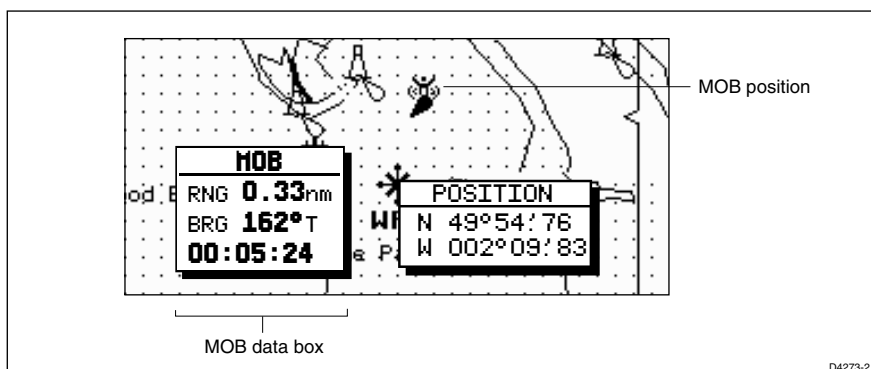 MOB position
MOB
RNG 0.33nm
BRG 162°T
00:05:24
od
POSITION
N 49°54!76
W 002°09!83
MOB data box
D4273-2